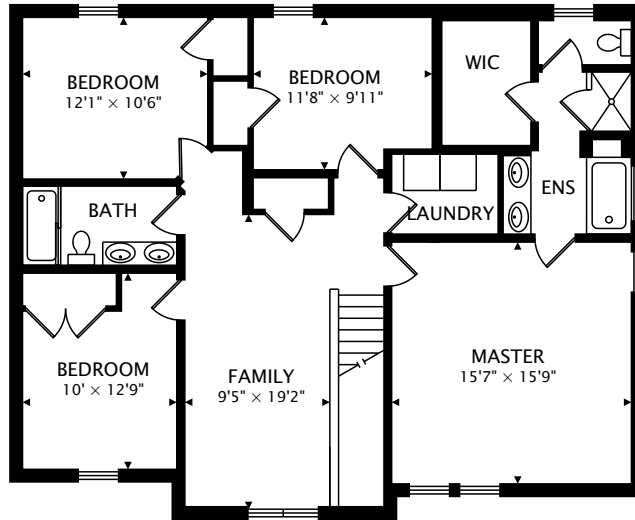 BEDROOM
12'1" × 10'6"
BEDROOM
11'8" × 9'11"
WIC
BATH
LAUNDRY
ENS
BEDROOM
10' × 12'9"
FAMILY
9'5" × 19'2"
MASTER
15'7" × 15'9"